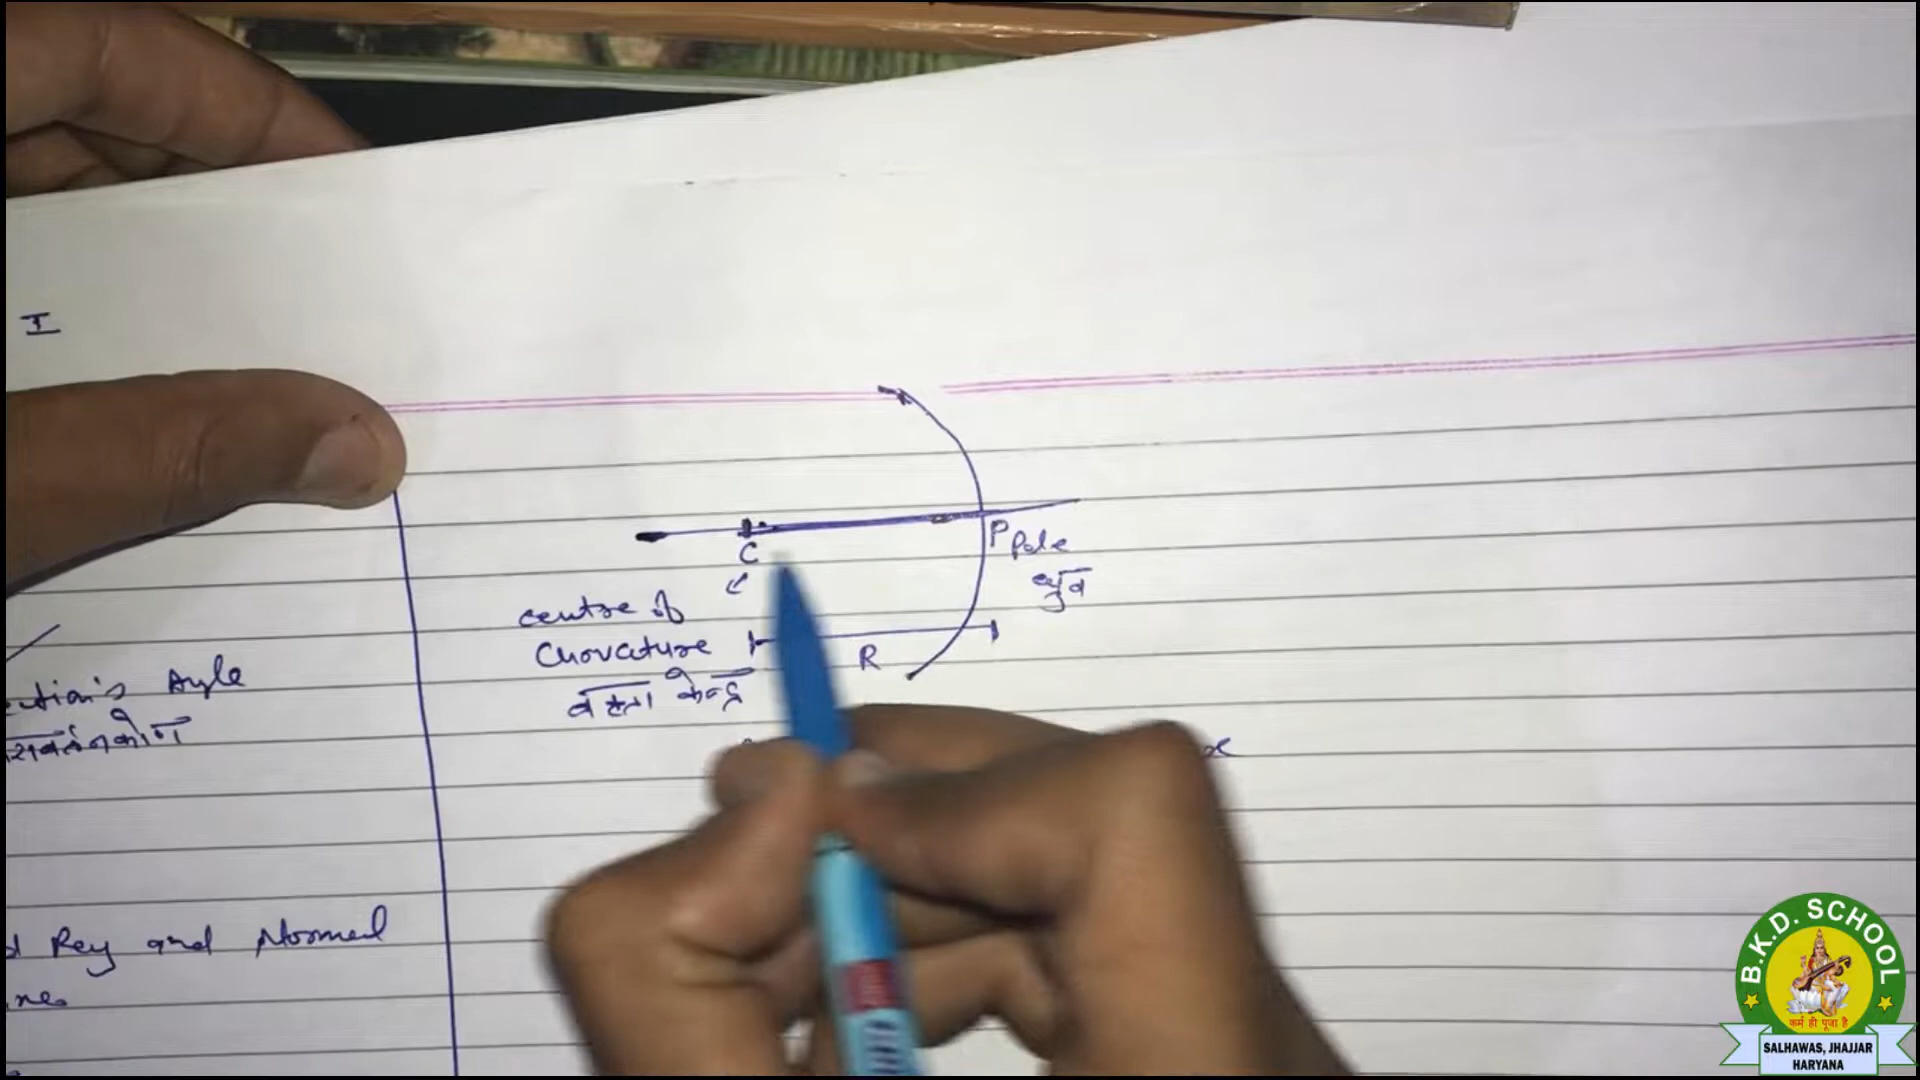 I
C
P Pole
ध्रुव
centre of
Curvature
वक्रता केन्द्र
R
Angle
d Ray and Normal
B.K.D. SCHOOL
कर्म ही पूजा है
SALHAWAS, JHAJJAR
HARYANA